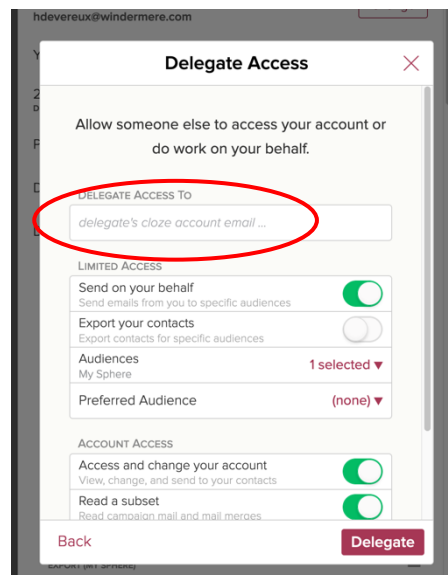 hdevereux@windermere.com
Delegate Access
Allow someone else to access your account or
do work on your behalf.
DELEGATE ACCESS TO
delegate's cloze account email ...
LIMITED ACCESS
Send on your behalf
Send emails from you to specific audiences
Export your contacts
Export contacts for specific audiences
Audiences
My Sphere
1 selected ▼
Preferred Audience
(none) ▼
ACCOUNT ACCESS
Access and change your account
View, change, and send to your contacts
Read a subset
Read campaign mail and mail merges
Back
Delegate
EXPORT (MY SPHERE)